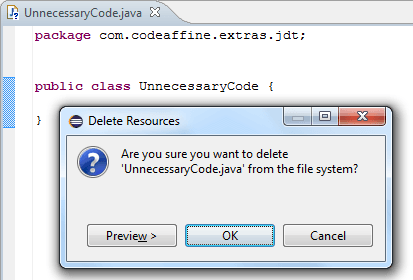 UnnecessaryCode.java
package com.codeaffine.extras.jdt;
public class UnnecessaryCode {
}
Delete Resources
Are you sure you want to delete
'UnnecessaryCode.java' from the file system?
Preview >
OK
Cancel